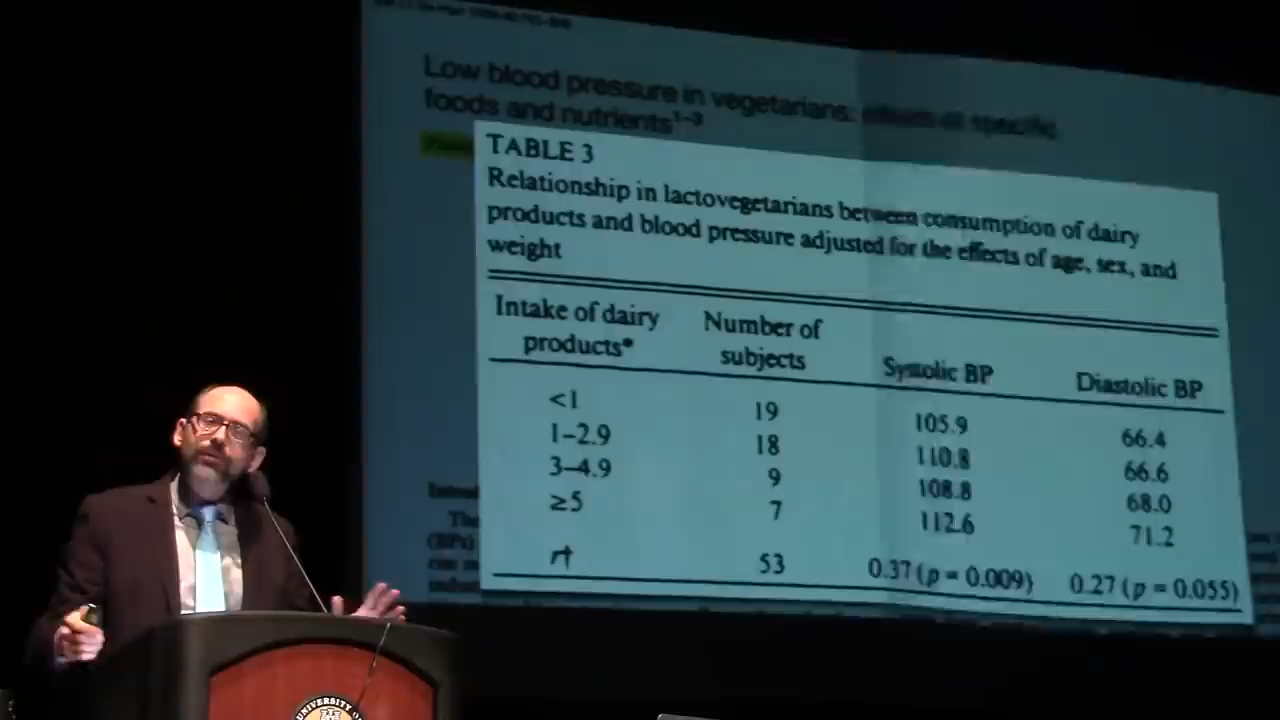 Low blood pressure in vegetarians: effects of specific
foods and nutrients¹⁻³
TABLE 3
Relationship in lactovegetarians between consumption of dairy
products and blood pressure adjusted for the effects of age, sex, and
weight
Intake of dairy products* Number of subjects Systolic BP Diastolic BP
<1 19 105.9 66.4
1–2.9 18 110.8 66.6
3–4.9 9 108.8 68.0
≥5 7 112.6 71.2
r† 53 0.37 (p = 0.009) 0.27 (p = 0.055)
UNIVERSITY